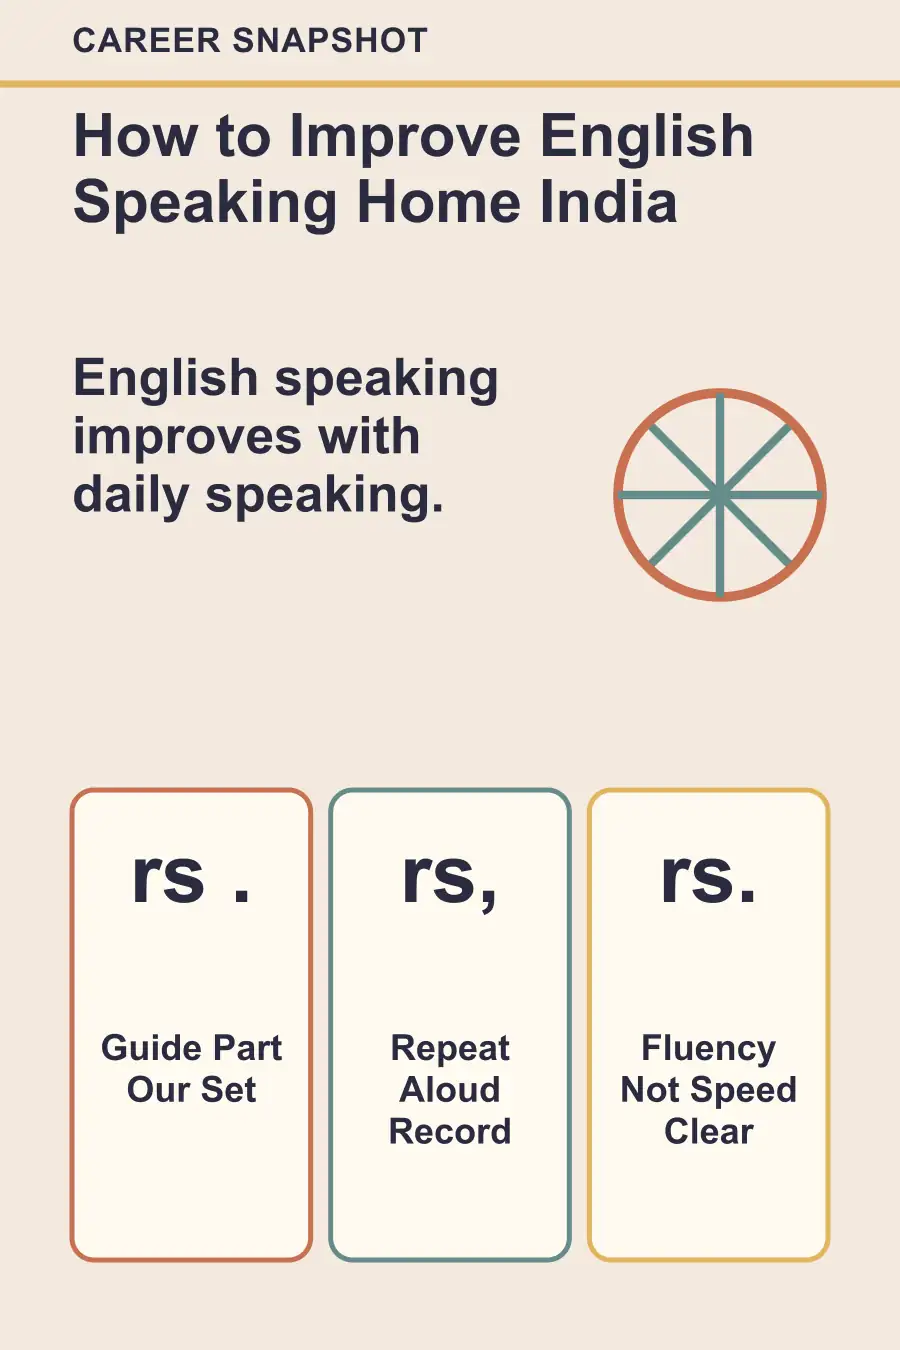 CAREER SNAPSHOT
How to Improve English
Speaking Home India
English speaking
improves with
daily speaking.
rs .
Guide Part
Our Set
rs,
Repeat
Aloud
Record
rs.
Fluency
Not Speed
Clear